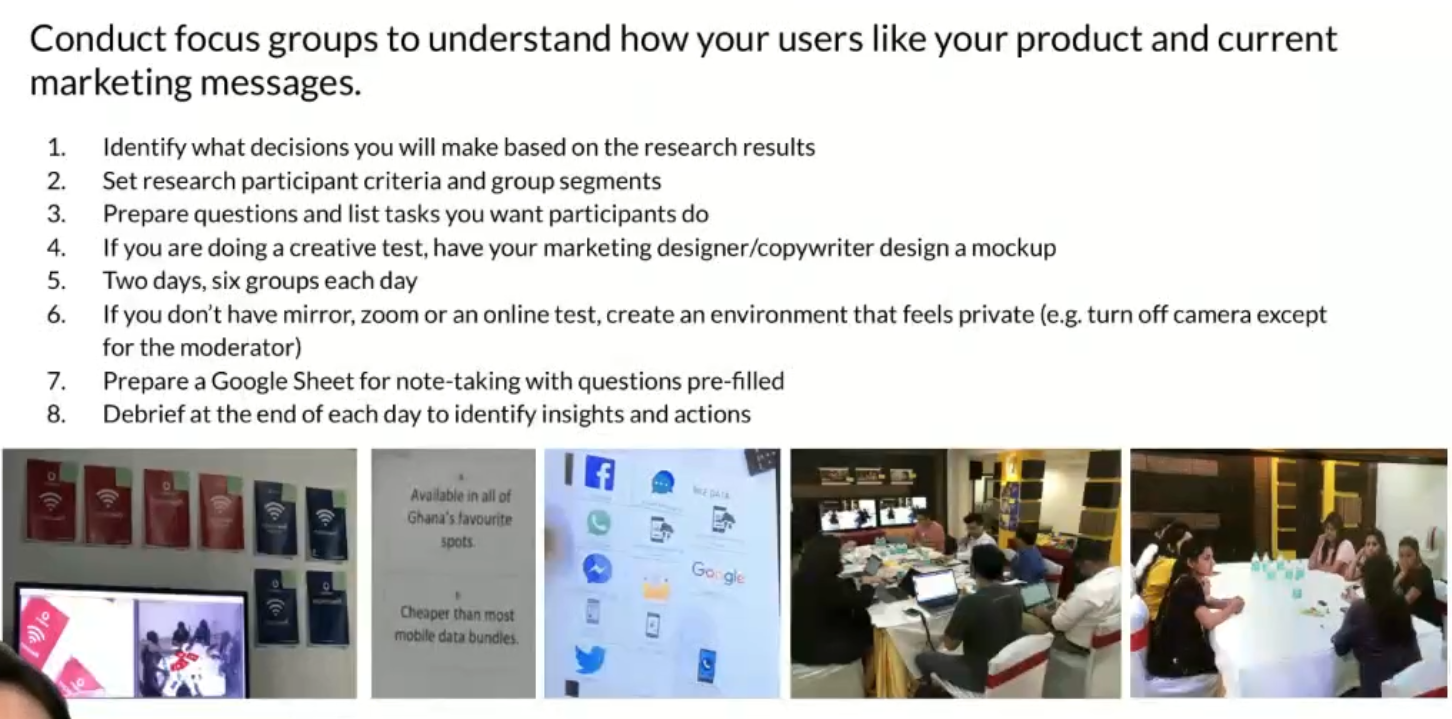 Conduct focus groups to understand how your users like your product and current
marketing messages.
1. Identify what decisions you will make based on the research results
2. Set research participant criteria and group segments
3. Prepare questions and list tasks you want participants do
4. If you are doing a creative test, have your marketing designer/copywriter design a mockup
5. Two days, six groups each day
6. If you don't have mirror, zoom or an online test, create an environment that feels private (e.g. turn off camera except
for the moderator)
7. Prepare a Google Sheet for note-taking with questions pre-filled
8. Debrief at the end of each day to identify insights and actions
Available in all of
Ghana's favourite
spots.
Cheaper than most
mobile data bundles.
Google